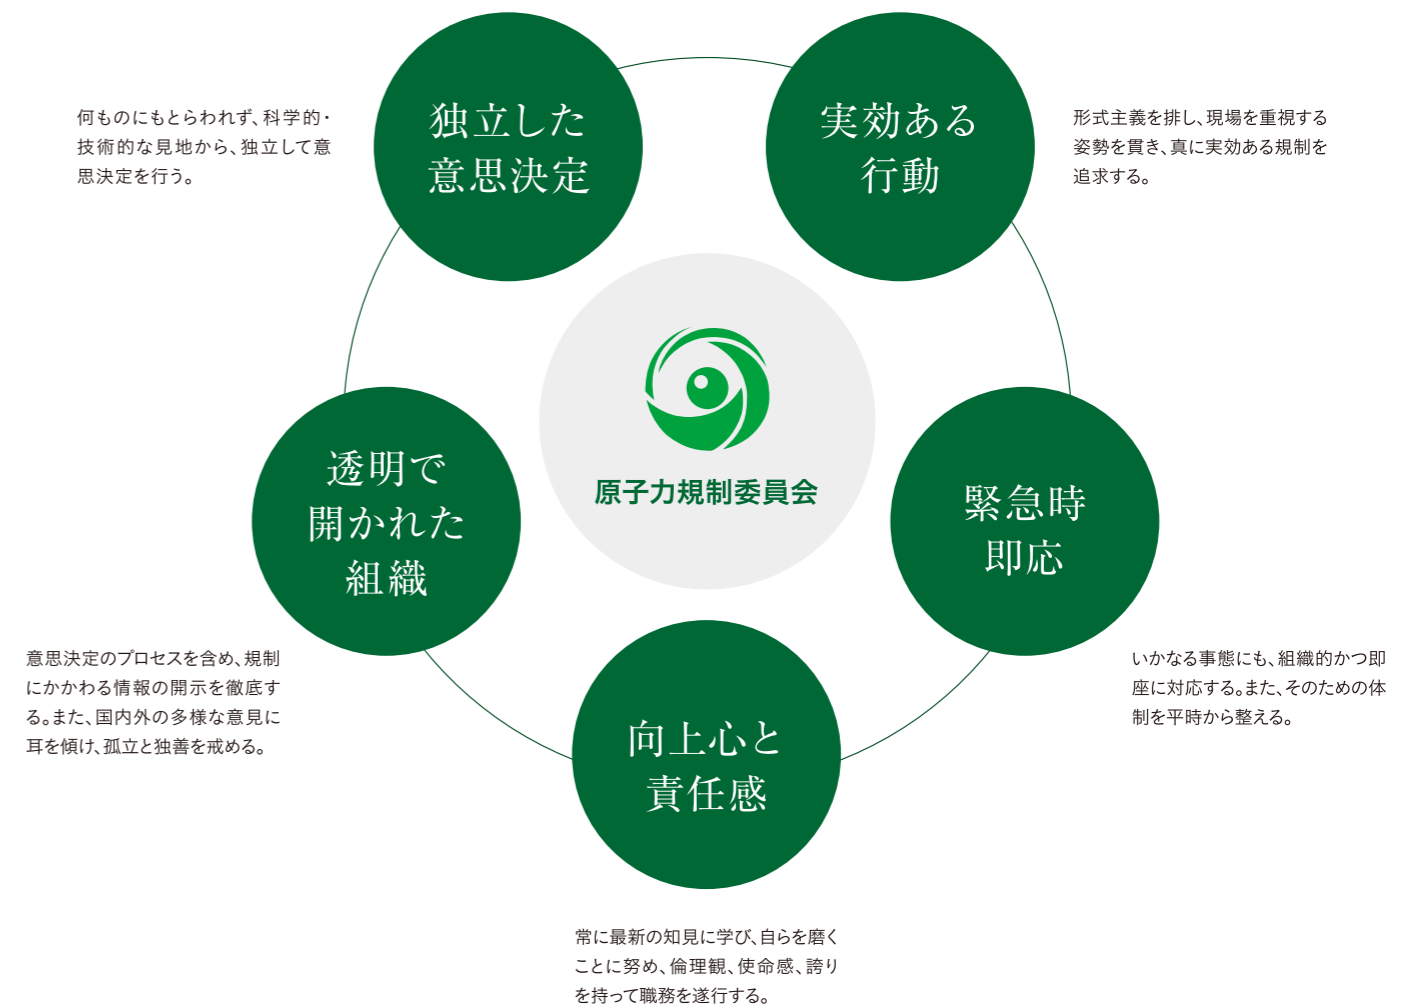 独立した
意思決定
何ものにもとらわれず、科学的・
技術的な見地から、独立して意
思決定を行う。
実効ある
行動
形式主義を排し、現場を重視する
姿勢を貫き、真に実効ある規制を
追求する。
原子力規制委員会
透明で
開かれた
組織
意思決定のプロセスを含め、規制
にかかわる情報の開示を徹底す
る。また、国内外の多様な意見に
耳を傾け、孤立と独善を戒める。
緊急時
即応
いかなる事態にも、組織的かつ即
座に対応する。また、そのための体
制を平時から整える。
向上心と
責任感
常に最新の知見に学び、自らを磨く
ことに努め、倫理観、使命感、誇り
を持って職務を遂行する。